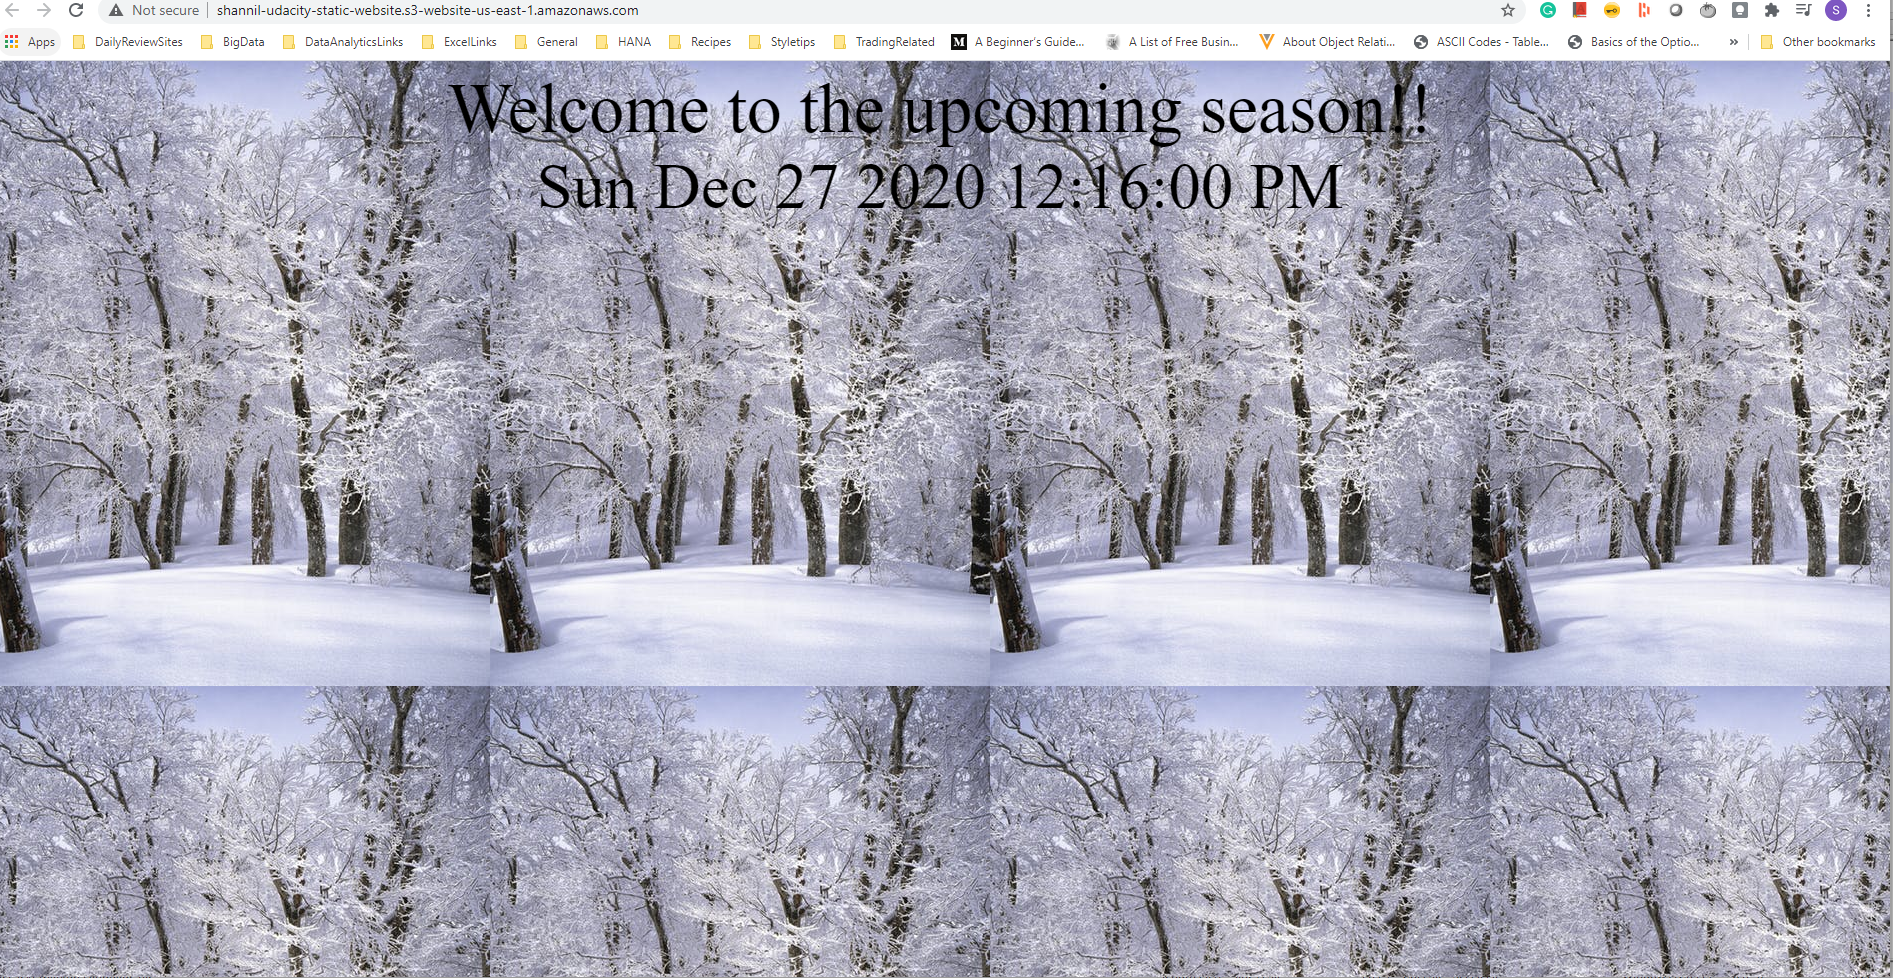 Not secure shannil-udacity-static-website.s3-website-us-east-1.amazonaws.com S
Apps DailyReviewSites BigData DataAnalyticsLinks ExcelLinks General HANA Recipes Styletips TradingRelated M A Beginner's Guide... A List of Free Busin... About Object Relati... ASCII Codes - Table... Basics of the Optio... » Other bookmarks
Welcome to the upcoming season!!
Sun Dec 27 2020 12:16:00 PM